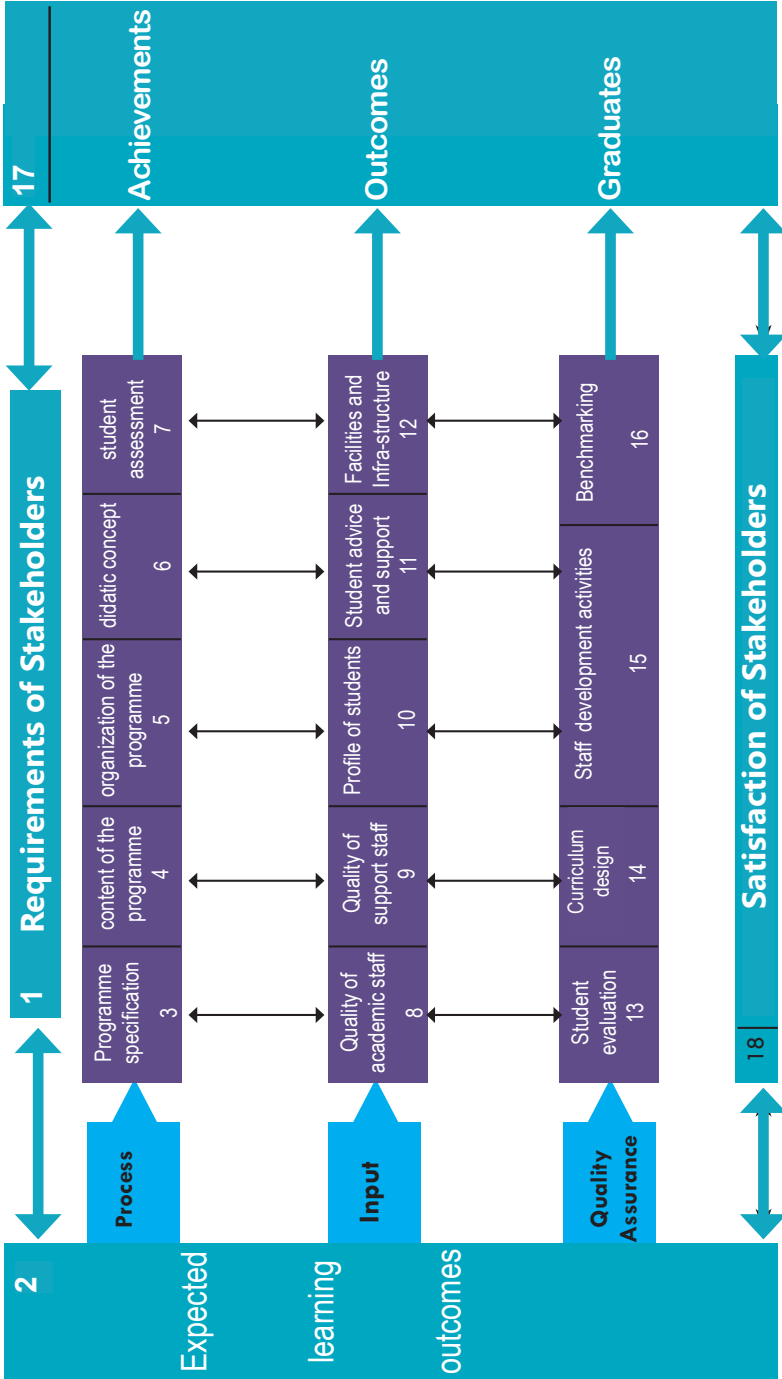 1 Requirements of Stakeholders
2
Expected
learning
outcomes
Process
Programme
specification
3
content of the
programme
4
organization of the
programme
5
didatic concept
6
student
assessment
7
Input
Quality of
academic staff
8
Quality of
support staff
9
Profile of students
10
Student advice
and support
11
Facilities and
Infra-structure
12
Quality
Assurance
Student
evaluation
13
Curriculum
design
14
Staff development activities
15
Benchmarking
16
17
Achievements
Outcomes
Graduates
18 Satisfaction of Stakeholders